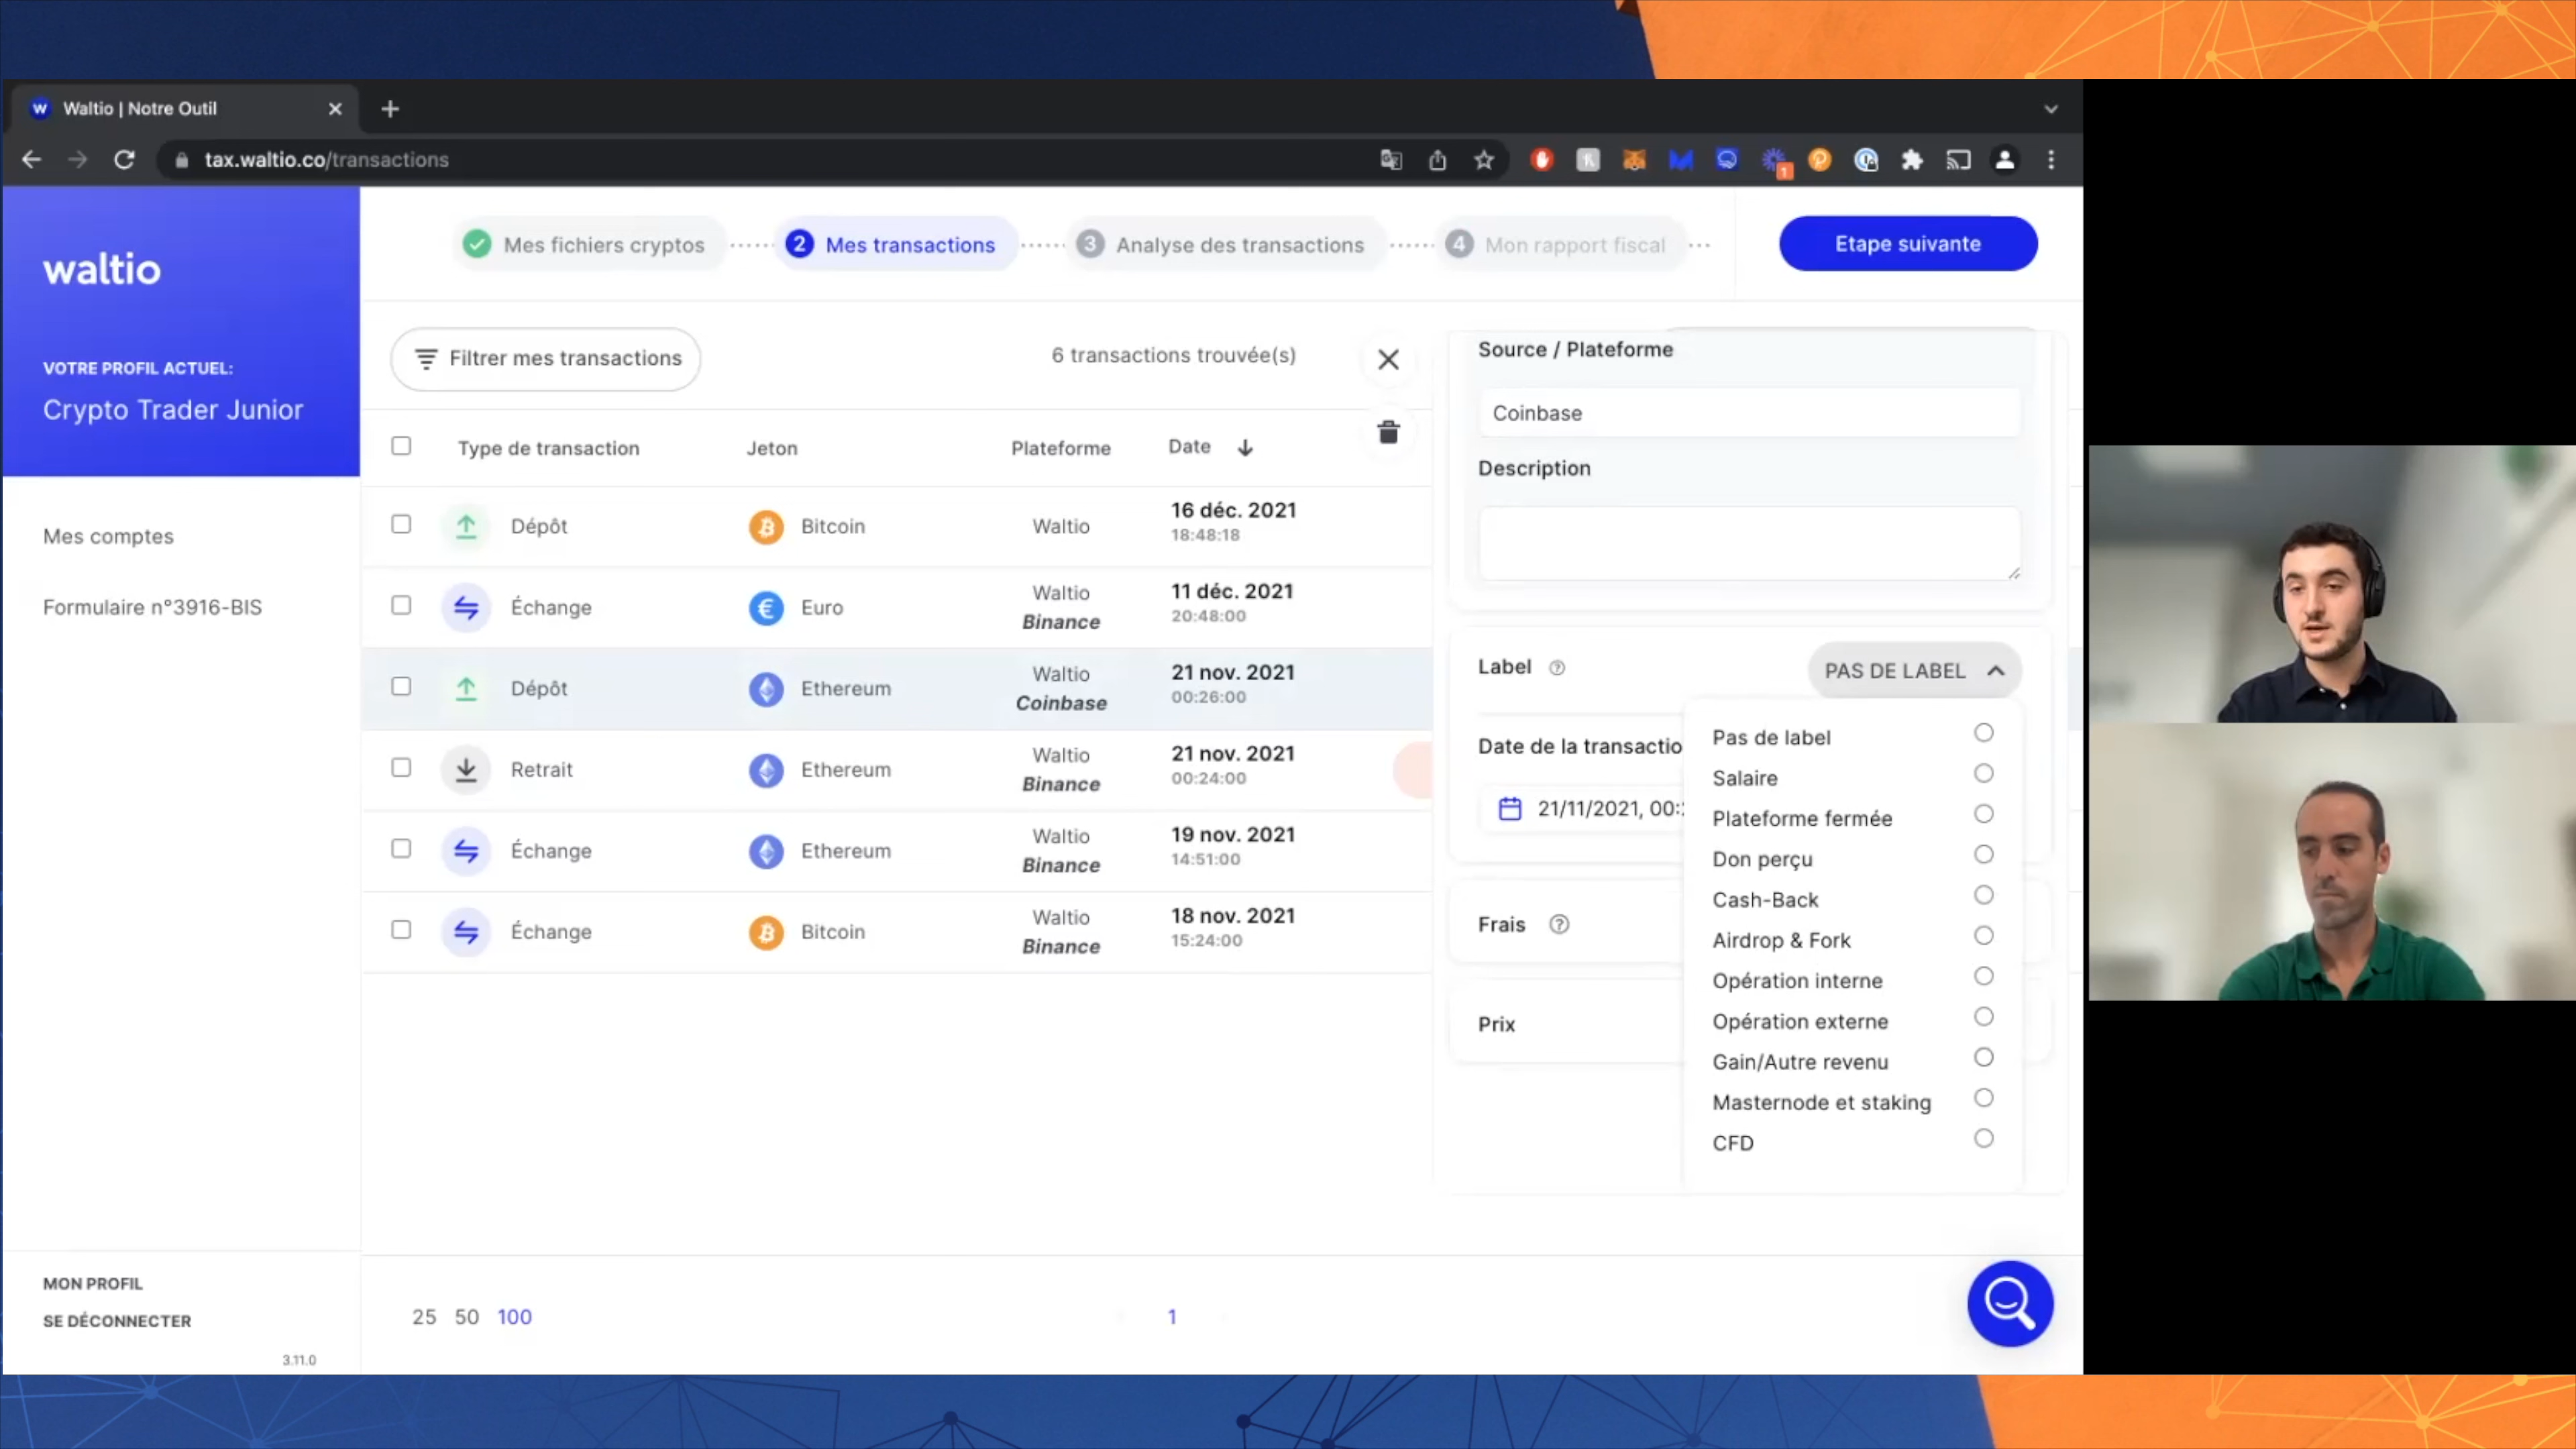 Waltio | Notre Outil
tax.waltio.co/transactions
1
waltio
VOTRE PROFIL ACTUEL:
Crypto Trader Junior
Mes comptes
Formulaire n°3916-BIS
MON PROFIL
SE DÉCONNECTER
3.11.0
Mes fichiers cryptos
2 Mes transactions
3 Analyse des transactions
4 Mon rapport fiscal
Etape suivante
Filtrer mes transactions
6 transactions trouvée(s)
Type de transaction Jeton Plateforme Date
Dépôt Bitcoin Waltio 16 déc. 2021
18:48:18
Échange Euro Waltio 11 déc. 2021
Binance 20:48:00
Dépôt Ethereum Waltio 21 nov. 2021
Coinbase 00:26:00
Retrait Ethereum Waltio 21 nov. 2021
Binance 00:24:00
Échange Ethereum Waltio 19 nov. 2021
Binance 14:51:00
Échange Bitcoin Waltio 18 nov. 2021
Binance 15:24:00
25 50 100
1
Source / Plateforme
Coinbase
Description
Label
PAS DE LABEL
Date de la transactio
21/11/2021, 00:
Frais
Prix
Pas de label
Salaire
Plateforme fermée
Don perçu
Cash-Back
Airdrop & Fork
Opération interne
Opération externe
Gain/Autre revenu
Masternode et staking
CFD